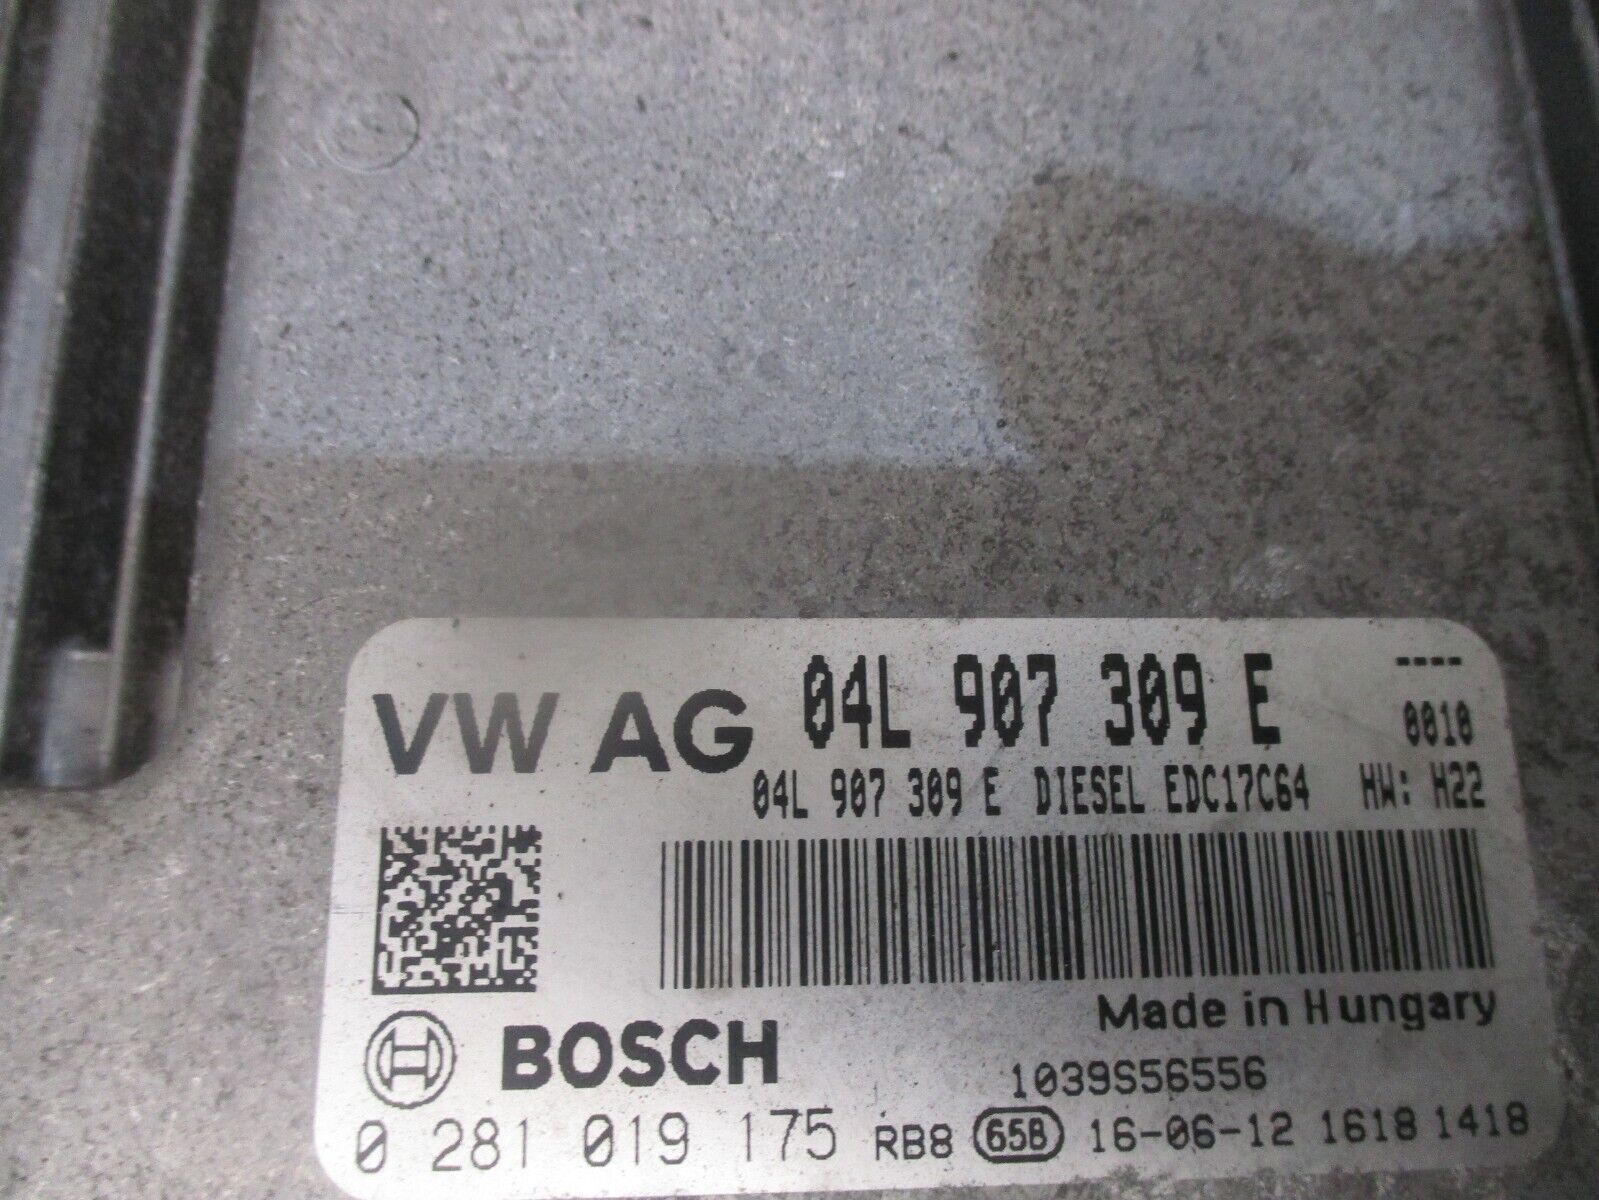 VW AG 04L 907 309 E ----
0010
04L 907 309 E DIESEL EDC17C64 HW: H22
Made in Hungary
BOSCH
1039S56556
0 281 019 175 RB8 65B 16-06-12 1618 1418